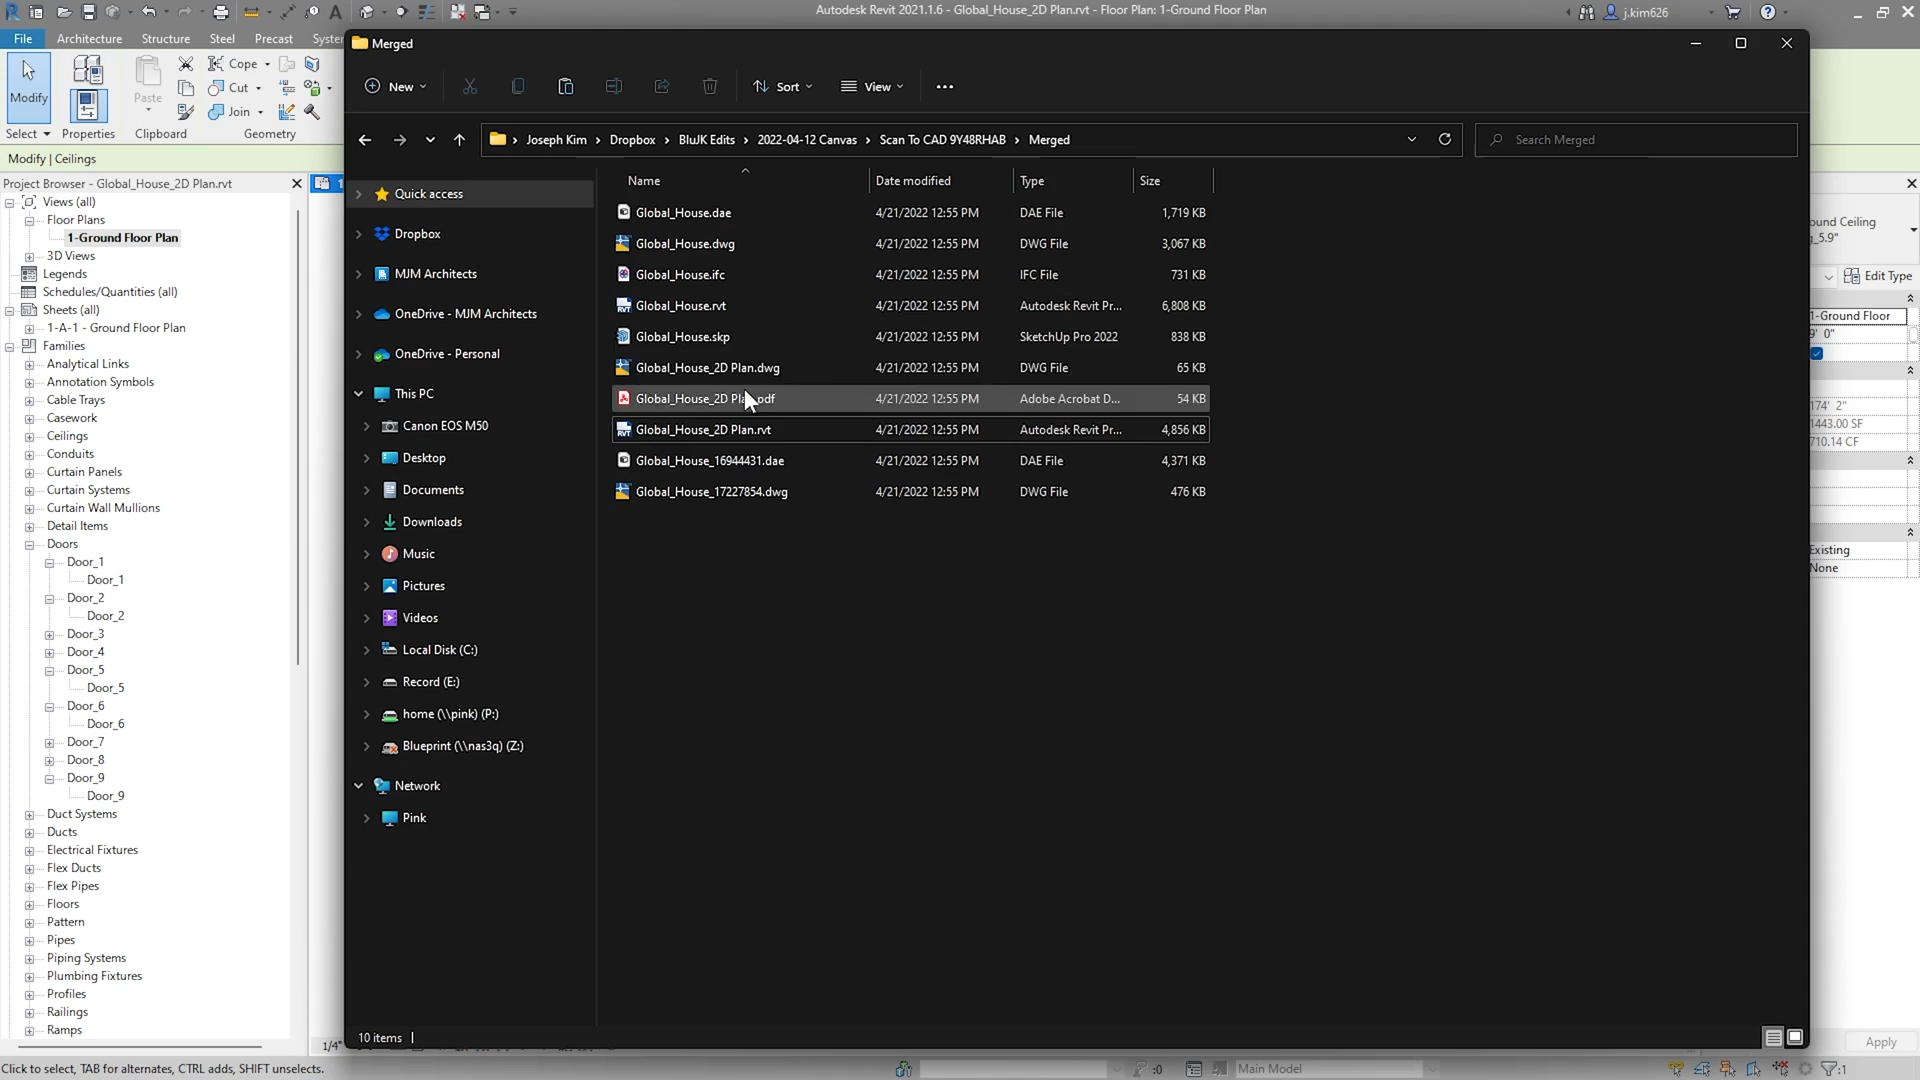 Autodesk Revit 2021.1.6 - Global_House_2D Plan.rvt - Floor Plan: 1-Ground Floor Plan
j.kim626
File
Architecture
Structure
Steel
Precast
Modify
Select
Properties
Paste
Clipboard
Cope
Cut
Join
Geometry
Modify | Ceilings
Project Browser - Global_House_2D Plan.rvt
Views (all)
Floor Plans
1-Ground Floor Plan
3D Views
Legends
Schedules/Quantities (all)
Sheets (all)
1-A-1 - Ground Floor Plan
Families
Analytical Links
Annotation Symbols
Cable Trays
Casework
Ceilings
Conduits
Curtain Panels
Curtain Systems
Curtain Wall Mullions
Detail Items
Doors
Door_1
Door_1
Door_2
Door_2
Door_3
Door_4
Door_5
Door_5
Door_6
Door_6
Door_7
Door_8
Door_9
Door_9
Duct Systems
Ducts
Electrical Fixtures
Flex Ducts
Flex Pipes
Floors
Pattern
Pipes
Piping Systems
Plumbing Fixtures
Profiles
Railings
Ramps
Click to select, TAB for alternates, CTRL adds, SHIFT unselects.
Merged
New
Sort
View
Joseph Kim > Dropbox > BluJK Edits > 2022-04-12 Canvas > Scan To CAD 9Y48RHAB > Merged
Search Merged
Quick access
Dropbox
MJM Architects
OneDrive - MJM Architects
OneDrive - Personal
This PC
Canon EOS M50
Desktop
Documents
Downloads
Music
Pictures
Videos
Local Disk (C:)
Record (E:)
home (\\pink) (P:)
Blueprint (\\nas3q) (Z:)
Network
Pink
Name Date modified Type Size
Global_House.dae 4/21/2022 12:55 PM DAE File 1,719 KB
Global_House.dwg 4/21/2022 12:55 PM DWG File 3,067 KB
Global_House.ifc 4/21/2022 12:55 PM IFC File 731 KB
Global_House.rvt 4/21/2022 12:55 PM Autodesk Revit Pr... 6,808 KB
Global_House.skp 4/21/2022 12:55 PM SketchUp Pro 2022 838 KB
Global_House_2D Plan.dwg 4/21/2022 12:55 PM DWG File 65 KB
Global_House_2D Pla pdf 4/21/2022 12:55 PM Adobe Acrobat D... 54 KB
Global_House_2D Plan.rvt 4/21/2022 12:55 PM Autodesk Revit Pr... 4,856 KB
Global_House_16944431.dae 4/21/2022 12:55 PM DAE File 4,371 KB
Global_House_17227854.dwg 4/21/2022 12:55 PM DWG File 476 KB
10 items
1/4"
:0
Main Model
:1
und Ceiling
_5.9"
Edit Type
1-Ground Floor
9' 0"
174' 2"
1443.00 SF
710.14 CF
Existing
None
Apply